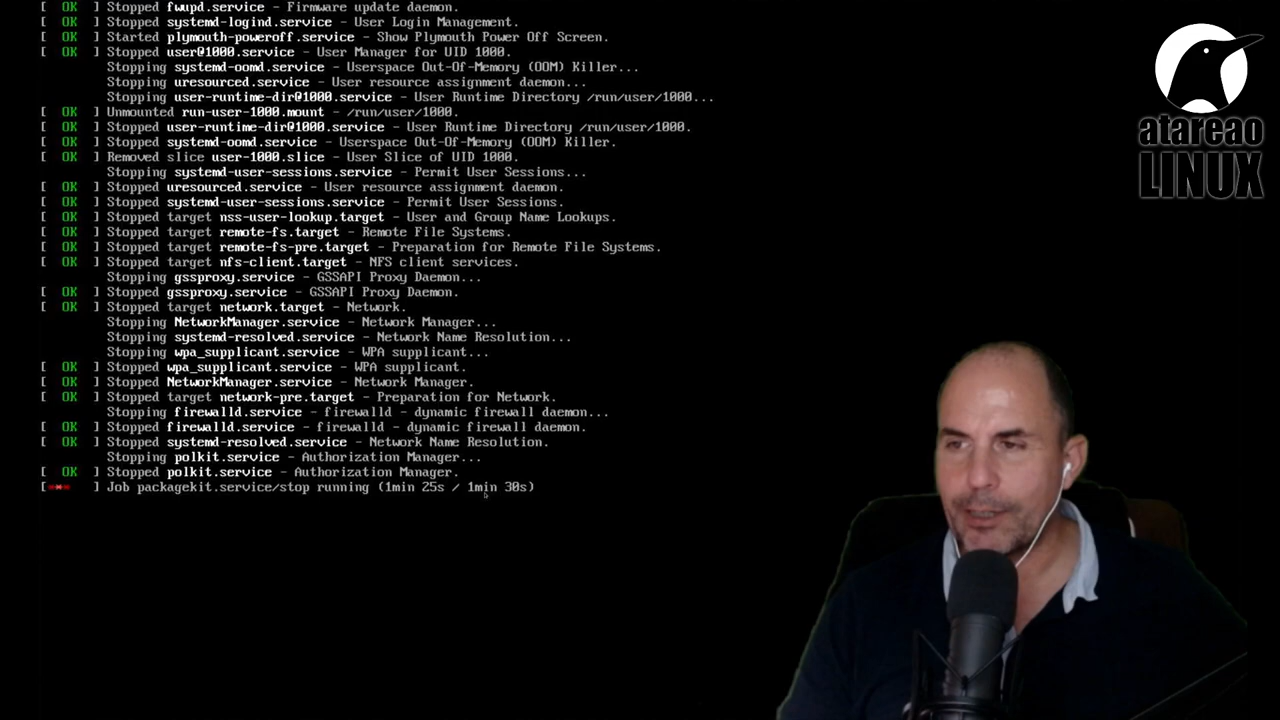 [  OK  ] Stopped fwupd.service - Firmware update daemon.
[  OK  ] Stopped systemd-logind.service - User Login Management.
[  OK  ] Started plymouth-poweroff.service - Show Plymouth Power Off Screen.
[  OK  ] Stopped user@1000.service - User Manager for UID 1000.
Stopping systemd-oomd.service - Userspace Out-Of-Memory (OOM) Killer...
Stopping uresourced.service - User resource assignment daemon...
Stopping user-runtime-dir@1000.service - User Runtime Directory /run/user/1000...
[  OK  ] Unmounted run-user-1000.mount - /run/user/1000.
[  OK  ] Stopped user-runtime-dir@1000.service - User Runtime Directory /run/user/1000.
[  OK  ] Stopped systemd-oomd.service - Userspace Out-Of-Memory (OOM) Killer.
[  OK  ] Removed slice user-1000.slice - User Slice of UID 1000.
Stopping systemd-user-sessions.service - Permit User Sessions...
[  OK  ] Stopped uresourced.service - User resource assignment daemon.
[  OK  ] Stopped systemd-user-sessions.service - Permit User Sessions.
[  OK  ] Stopped target nss-user-lookup.target - User and Group Name Lookups.
[  OK  ] Stopped target remote-fs.target - Remote File Systems.
[  OK  ] Stopped target remote-fs-pre.target - Preparation for Remote File Systems.
[  OK  ] Stopped target nfs-client.target - NFS client services.
Stopping gssproxy.service - GSSAPI Proxy Daemon...
[  OK  ] Stopped gssproxy.service - GSSAPI Proxy Daemon.
[  OK  ] Stopped target network.target - Network.
Stopping NetworkManager.service - Network Manager...
Stopping systemd-resolved.service - Network Name Resolution...
Stopping wpa_supplicant.service - WPA supplicant...
[  OK  ] Stopped wpa_supplicant.service - WPA supplicant.
[  OK  ] Stopped NetworkManager.service - Network Manager.
[  OK  ] Stopped target network-pre.target - Preparation for Network.
Stopping firewalld.service - firewalld - dynamic firewall daemon...
[  OK  ] Stopped firewalld.service - firewalld - dynamic firewall daemon.
[  OK  ] Stopped systemd-resolved.service - Network Name Resolution.
Stopping polkit.service - Authorization Manager...
[  OK  ] Stopped polkit.service - Authorization Manager.
[***   ] Job packagekit.service/stop running (1min 25s / 1min 30s)
atareao
LINUX